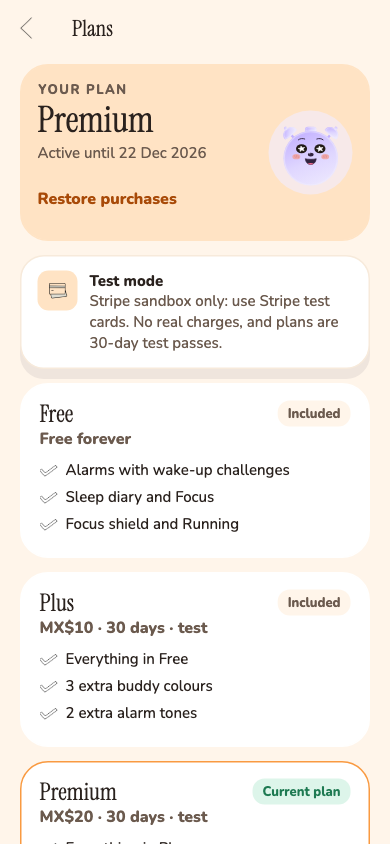 Plans
YOUR PLAN
Premium
Active until 22 Dec 2026
Restore purchases
Test mode
Stripe sandbox only: use Stripe test
cards. No real charges, and plans are
30-day test passes.
Free
Included
Free forever
Alarms with wake-up challenges
Sleep diary and Focus
Focus shield and Running
Plus
Included
MX$10 · 30 days · test
Everything in Free
3 extra buddy colours
2 extra alarm tones
Premium
Current plan
MX$20 · 30 days · test